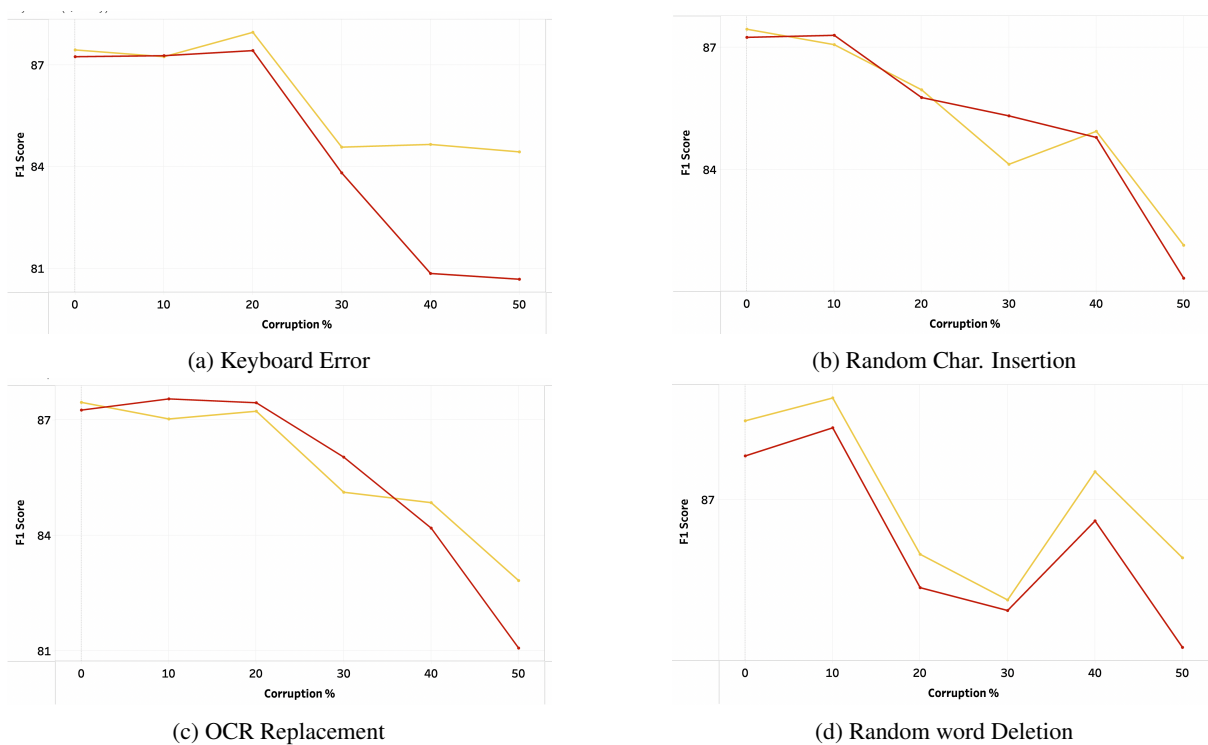 87
84
81
F1 Score
0 10 20 30 40 50
Corruption %
(a) Keyboard Error
87
84
F1 Score
0 10 20 30 40 50
Corruption %
(b) Random Char. Insertion
87
84
81
F1 Score
0 10 20 30 40 50
Corruption %
(c) OCR Replacement
87
F1 Score
0 10 20 30 40 50
Corruption %
(d) Random word Deletion